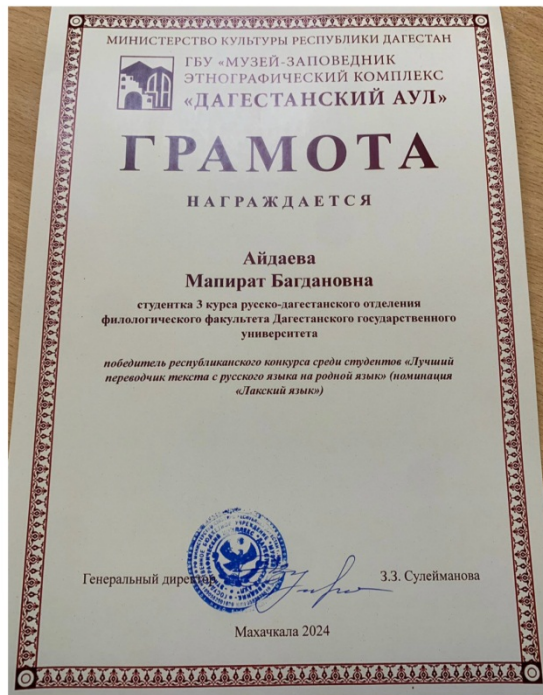 МИНИСТЕРСТВО КУЛЬТУРЫ РЕСПУБЛИКИ ДАГЕСТАН
ГБУ «МУЗЕЙ-ЗАПОВЕДНИК
ЭТНОГРАФИЧЕСКИЙ КОМПЛЕКС
«ДАГЕСТАНСКИЙ АУЛ»
ГРАМОТА
НАГРАЖДАЕТСЯ
Айдаева
Мапират Багдановна
студентка 3 курса русско-дагестанского отделения
филологического факультета Дагестанского государственного
университета
победитель республиканского конкурса среди студентов «Лучший
переводчик текста с русского языка на родной язык» (номинация
«Лакский язык»)
Генеральный директор
З.З. Сулейманова
Махачкала 2024